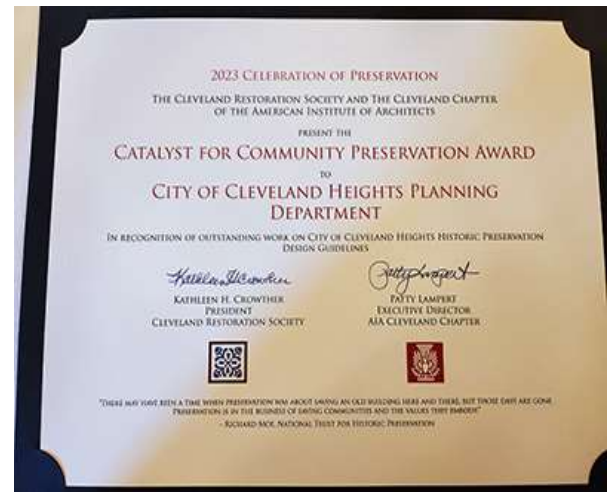 2023 Celebration of Preservation
The Cleveland Restoration Society and The Cleveland Chapter
of the American Institute of Architects
present the
Catalyst for Community Preservation Award
to
City of Cleveland Heights Planning
Department
In recognition of outstanding work on City of Cleveland Heights Historic Preservation
Design Guidelines
Kathleen H Crowther
Patty Lampert
Kathleen H. Crowther
President
Cleveland Restoration Society
Patty Lampert
Executive Director
AIA Cleveland Chapter
"There may have been a time when preservation was about saving an old building here and there, but those days are gone.
Preservation is in the business of saving communities and the values they embody."
- Richard Moe, National Trust for Historic Preservation